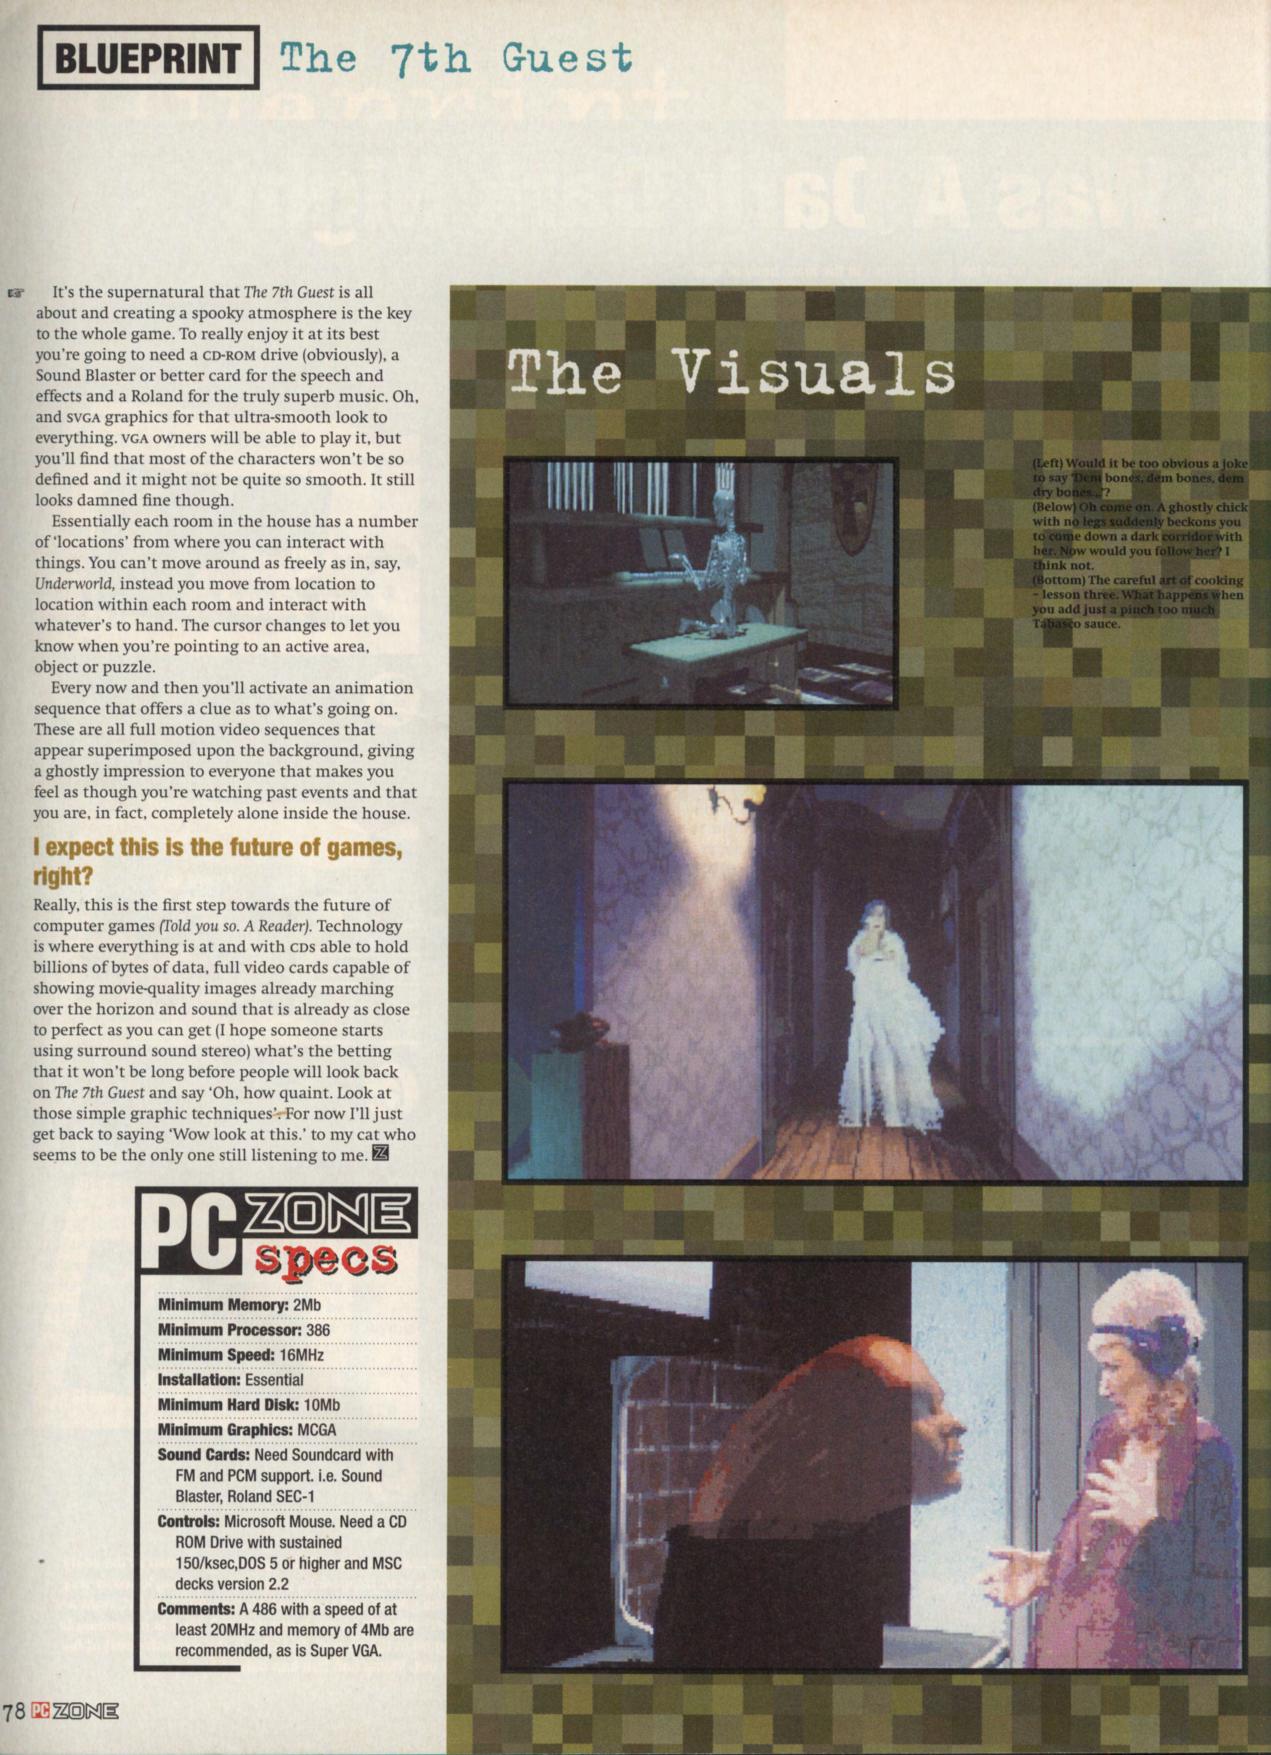 BLUEPRINT The 7th Guest
It's the supernatural that The 7th Guest is all
about and creating a spooky atmosphere is the key
to the whole game. To really enjoy it at its best
you're going to need a CD-ROM drive (obviously), a
Sound Blaster or better card for the speech and
effects and a Roland for the truly superb music. Oh,
and SVGA graphics for that ultra-smooth look to
everything. VGA owners will be able to play it, but
you'll find that most of the characters won't be so
defined and it might not be quite so smooth. It still
looks damned fine though.
Essentially each room in the house has a number
of 'locations' from where you can interact with
things. You can't move around as freely as in, say,
Underworld, instead you move from location to
location within each room and interact with
whatever's to hand. The cursor changes to let you
know when you're pointing to an active area,
object or puzzle.
Every now and then you'll activate an animation
sequence that offers a clue as to what's going on.
These are all full motion video sequences that
appear superimposed upon the background, giving
a ghostly impression to everyone that makes you
feel as though you're watching past events and that
you are, in fact, completely alone inside the house.
I expect this is the future of games,
right?
Really, this is the first step towards the future of
computer games (Told you so. A Reader). Technology
is where everything is at and with CDs able to hold
billions of bytes of data, full video cards capable of
showing movie-quality images already marching
over the horizon and sound that is already as close
to perfect as you can get (I hope someone starts
using surround sound stereo) what's the betting
that it won't be long before people will look back
on The 7th Guest and say 'Oh, how quaint. Look at
those simple graphic techniques'. For now I'll just
get back to saying 'Wow look at this.' to my cat who
seems to be the only one still listening to me. Z
PC ZONE
specs
Minimum Memory: 2Mb
Minimum Processor: 386
Minimum Speed: 16MHz
Installation: Essential
Minimum Hard Disk: 10Mb
Minimum Graphics: MCGA
Sound Cards: Need Soundcard with
FM and PCM support. i.e. Sound
Blaster, Roland SEC-1
Controls: Microsoft Mouse. Need a CD
ROM Drive with sustained
150/ksec,DOS 5 or higher and MSC
decks version 2.2
Comments: A 486 with a speed of at
least 20MHz and memory of 4Mb are
recommended, as is Super VGA.
The Visuals
(Left) Would it be too obvious a joke
to say 'Dem bones, dem bones, dem
dry bones...'?
(Below) Oh come on. A ghostly chick
with no legs suddenly beckons you
to come down a dark corridor with
her. Now would you follow her? I
think not.
(Bottom) The careful art of cooking
– lesson three. What happens when
you add just a pinch too much
Tabasco sauce.
78 PC ZONE